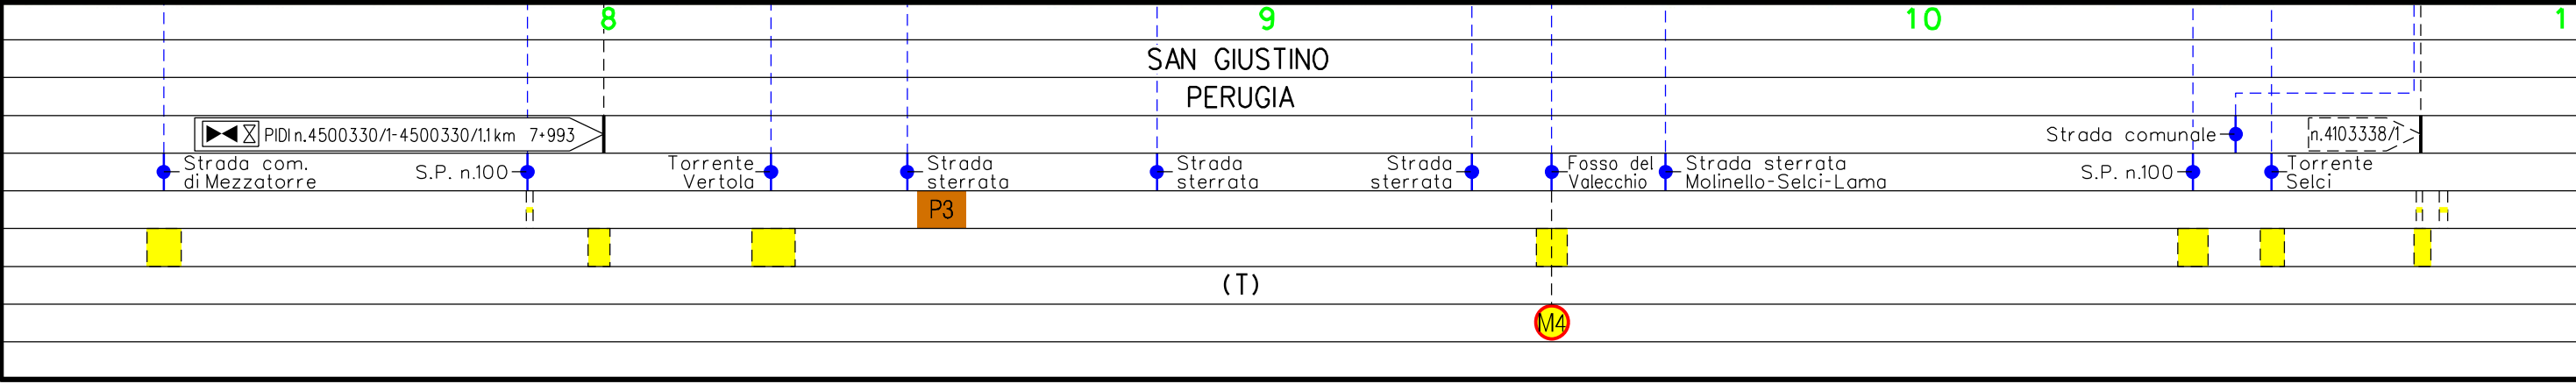 8 9 10 1
SAN GIUSTINO
PERUGIA
PIDI n.4500330/1-4500330/1.1 km 7+993
Strada comunale
n.4103338/1
Strada com.
di Mezzatorre
S.P. n.100
Torrente
Vertola
Strada
sterrata
Strada
sterrata
Strada
sterrata
Fosso del
Valecchio
Strada sterrata
Molinello-Selci-Lama
S.P. n.100
Torrente
Selci
P3
(T)
M4